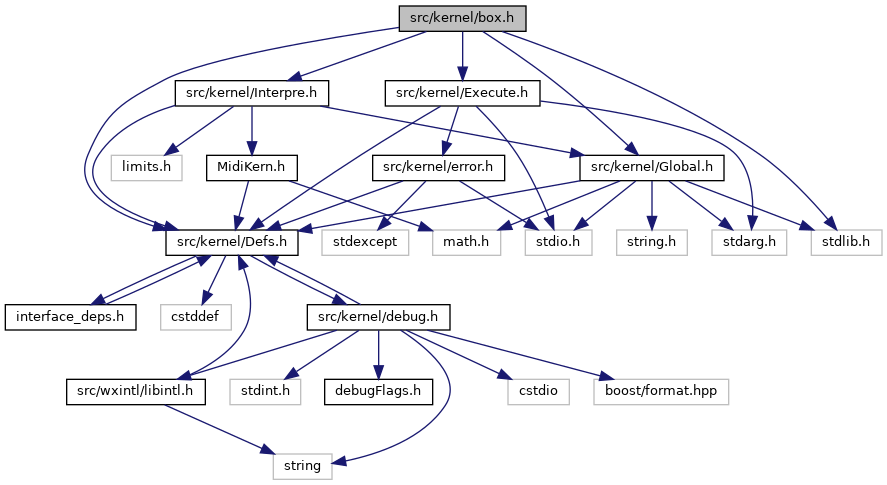 src/kernel/box.h
src/kernel/Interpre.h
src/kernel/Execute.h
limits.h
MidiKern.h
src/kernel/error.h
src/kernel/Global.h
src/kernel/Defs.h
stdexcept
math.h
stdio.h
string.h
stdarg.h
stdlib.h
interface_deps.h
cstddef
src/kernel/debug.h
src/wxintl/libintl.h
stdint.h
debugFlags.h
cstdio
boost/format.hpp
string